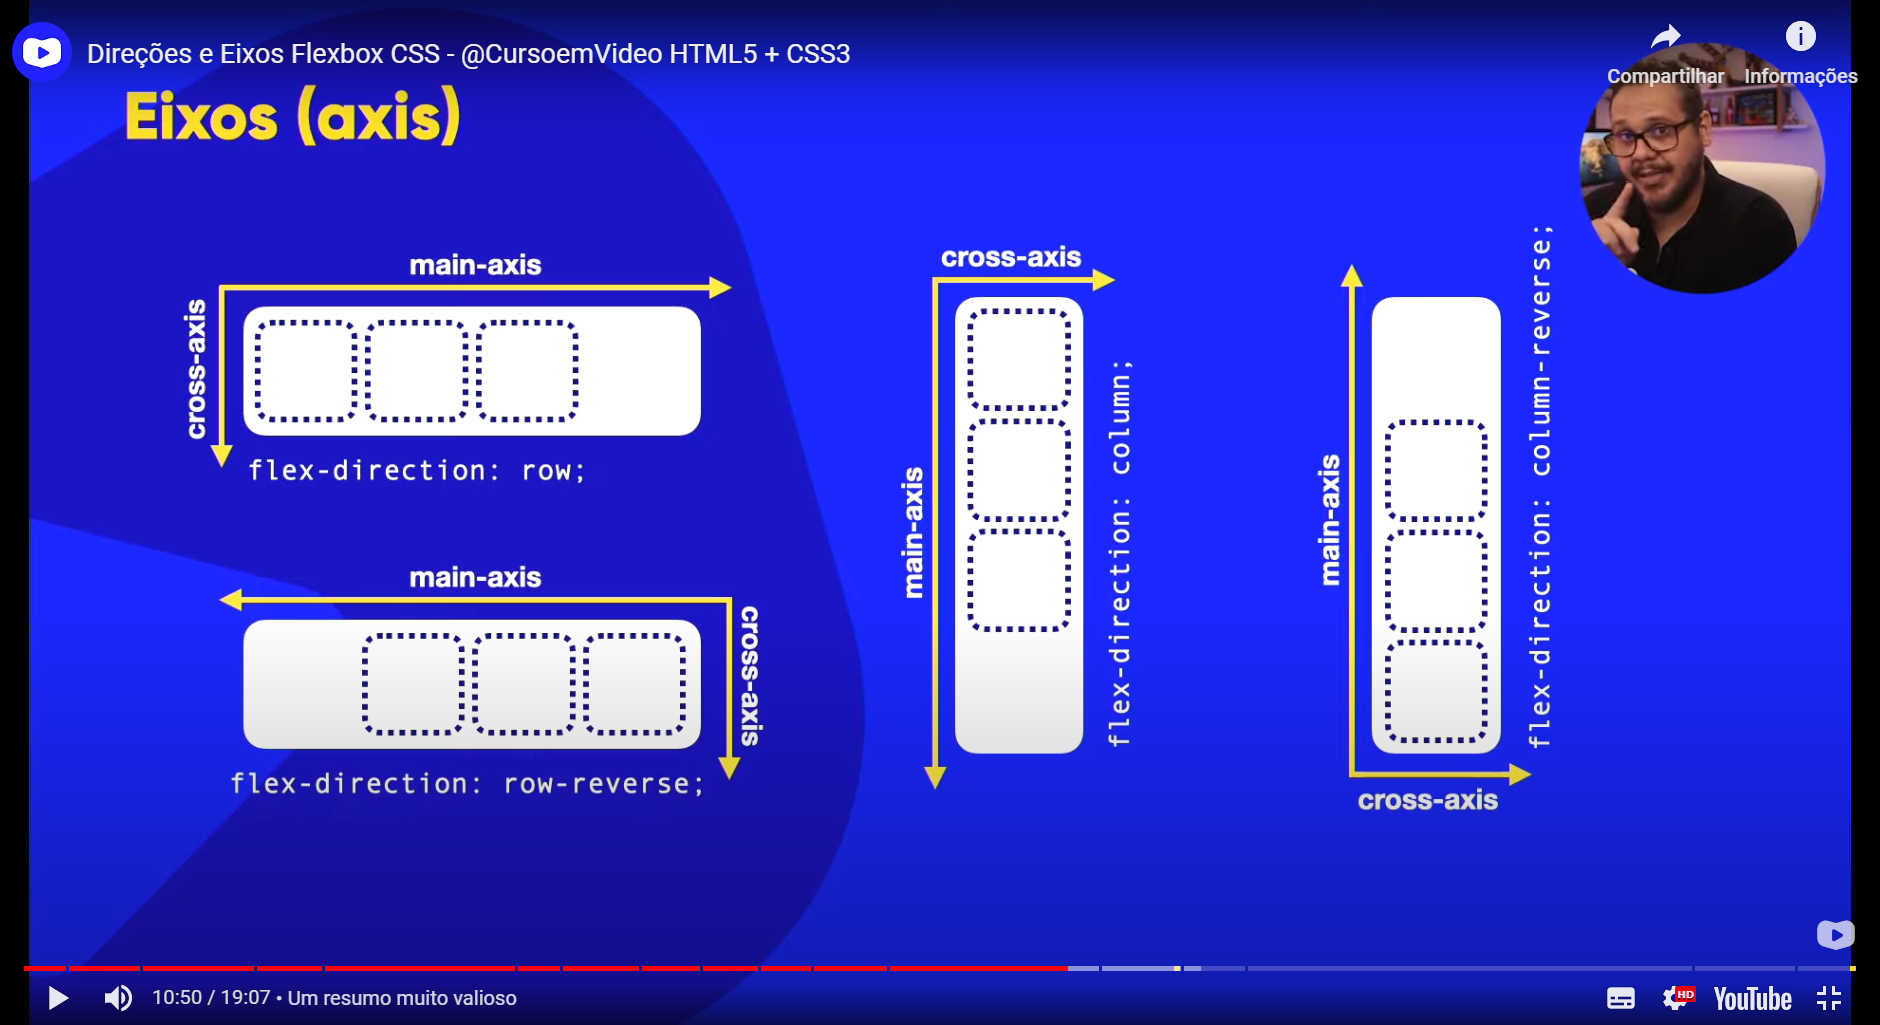 Direções e Eixos Flexbox CSS - @CursoemVideo HTML5 + CSS3
Compartilhar
Informações
Eixos (axis)
main-axis
cross-axis
flex-direction: row;
main-axis
cross-axis
flex-direction: row-reverse;
cross-axis
main-axis
flex-direction: column;
main-axis
cross-axis
flex-direction: column-reverse;
10:50 / 19:07 • Um resumo muito valioso
HD
YouTube